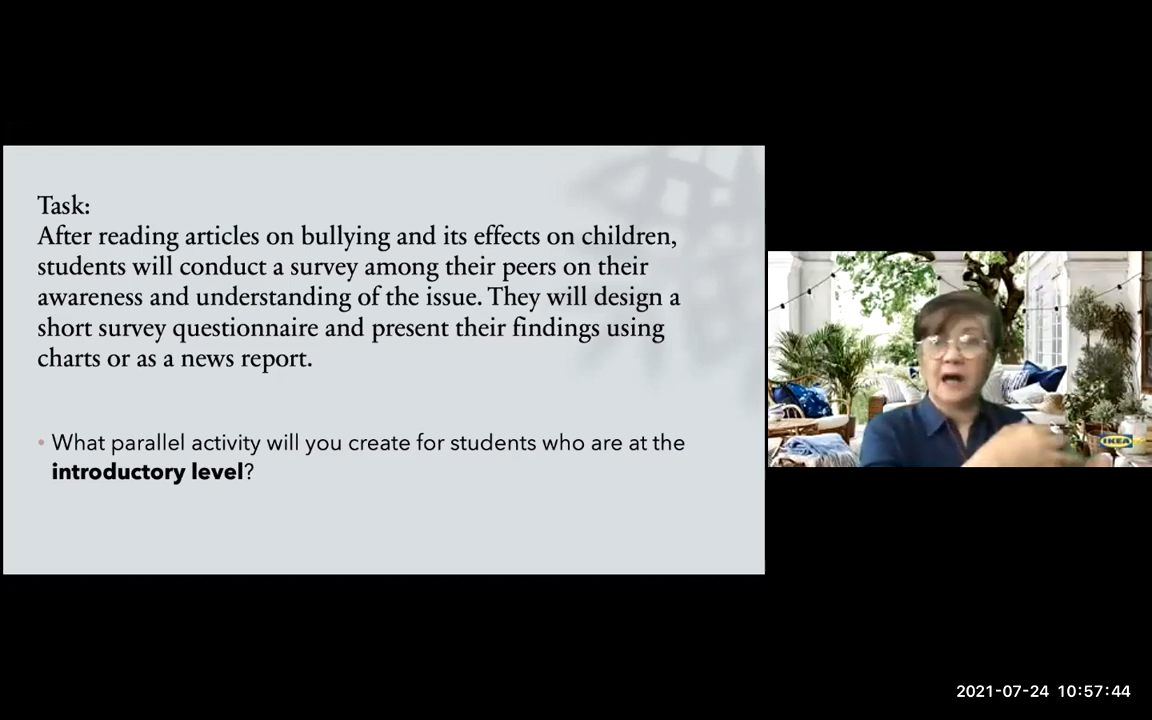 Task:
After reading articles on bullying and its effects on children,
students will conduct a survey among their peers on their
awareness and understanding of the issue. They will design a
short survey questionnaire and present their findings using
charts or as a news report.
• What parallel activity will you create for students who are at the
introductory level?
IKEA
2021-07-24 10:57:44